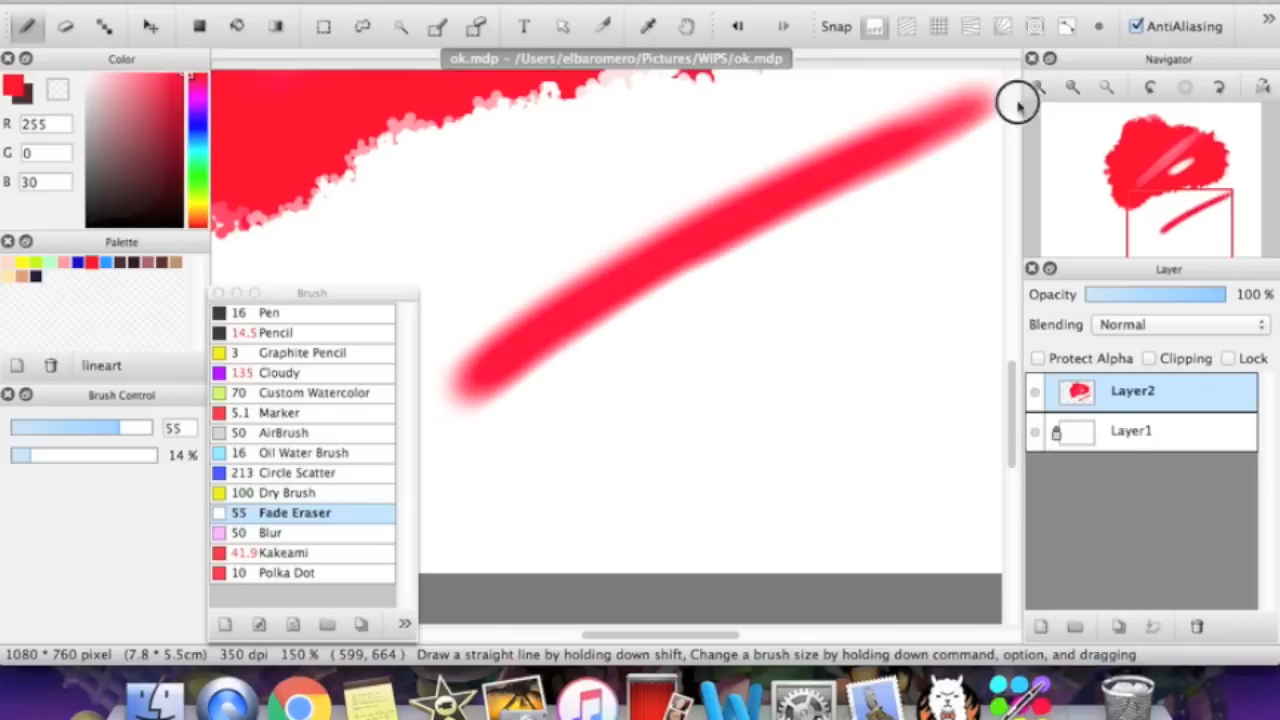 T Snap off AntiAliasing »
Color ok.mdp – /Users/elbaromero/Pictures/WIPS/ok.mdp Navigator
R 255
G 0
B 30
Palette
lineart
Brush Control
55
14 %
Brush
16 Pen
14.5 Pencil
3 Graphite Pencil
135 Cloudy
70 Custom Watercolor
5.1 Marker
50 AirBrush
16 Oil Water Brush
213 Circle Scatter
100 Dry Brush
55 Fade Eraser
50 Blur
41.9 Kakeami
10 Polka Dot
»
Layer
Opacity 100 %
Blending Normal
Protect Alpha Clipping Lock
Layer2
Layer1
1080 * 760 pixel (7.8 * 5.5cm) 350 dpi 150 % ( 599, 664 ) Draw a straight line by holding down shift, Change a brush size by holding down command, option, and dragging